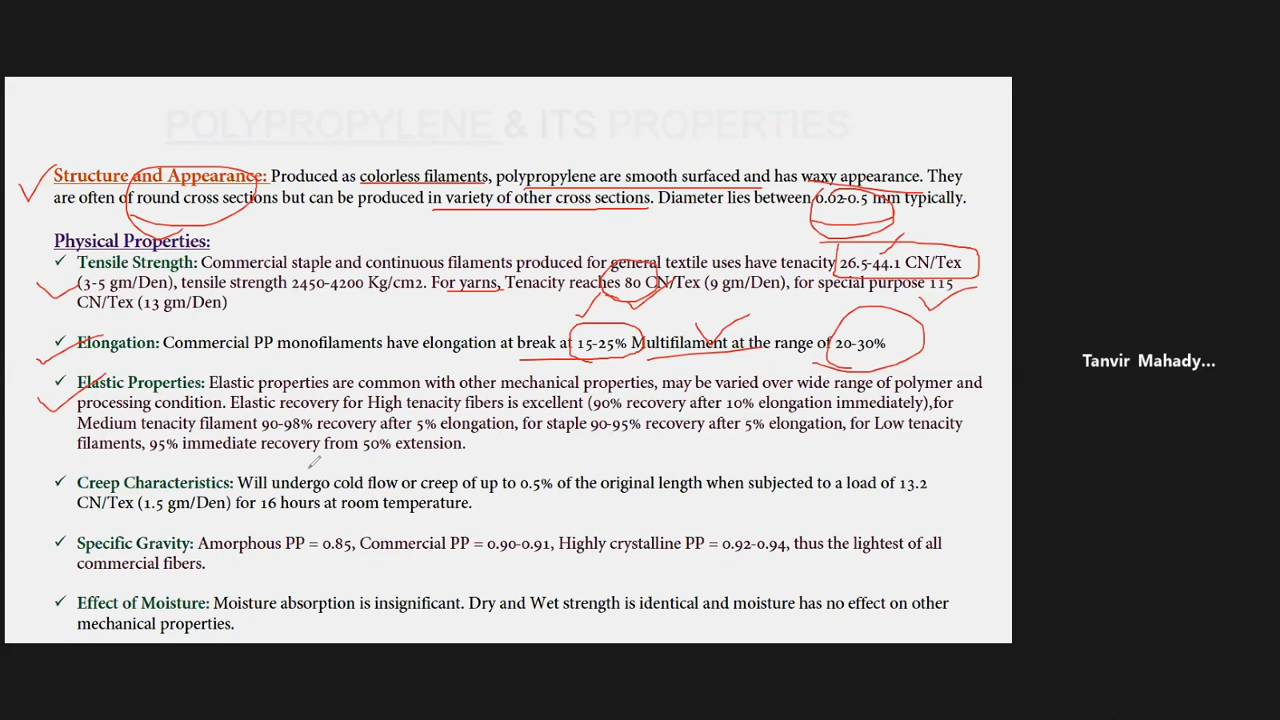 POLYPROPYLENE & ITS PROPERTIES
Structure and Appearance: Produced as colorless filaments, polypropylene are smooth surfaced and has waxy appearance. They
are often of round cross sections but can be produced in variety of other cross sections. Diameter lies between 0.02-0.5 mm typically.
Physical Properties:
✓ Tensile Strength: Commercial staple and continuous filaments produced for general textile uses have tenacity 26.5-44.1 CN/Tex
(3-5 gm/Den), tensile strength 2450-4200 Kg/cm2. For yarns, Tenacity reaches 80 CN/Tex (9 gm/Den), for special purpose 115
CN/Tex (13 gm/Den)
✓ Elongation: Commercial PP monofilaments have elongation at break at 15-25% Multifilament at the range of 20-30%
Tanvir Mahady...
✓ Elastic Properties: Elastic properties are common with other mechanical properties, may be varied over wide range of polymer and
processing condition. Elastic recovery for High tenacity fibers is excellent (90% recovery after 10% elongation immediately),for
Medium tenacity filament 90-98% recovery after 5% elongation, for staple 90-95% recovery after 5% elongation, for Low tenacity
filaments, 95% immediate recovery from 50% extension.
✓ Creep Characteristics: Will undergo cold flow or creep of up to 0.5% of the original length when subjected to a load of 13.2
CN/Tex (1.5 gm/Den) for 16 hours at room temperature.
✓ Specific Gravity: Amorphous PP = 0.85, Commercial PP = 0.90-0.91, Highly crystalline PP = 0.92-0.94, thus the lightest of all
commercial fibers.
✓ Effect of Moisture: Moisture absorption is insignificant. Dry and Wet strength is identical and moisture has no effect on other
mechanical properties.